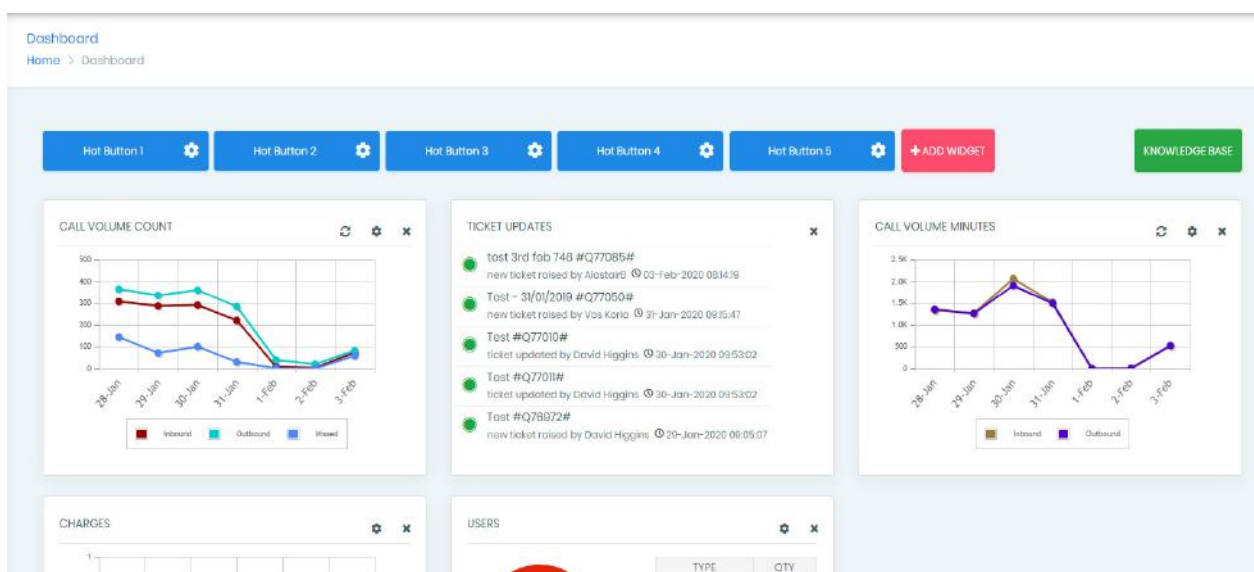 Dashboard
Home > Dashboard
Hot Button 1
Hot Button 2
Hot Button 3
Hot Button 4
Hot Button 5
+ ADD WIDGET
KNOWLEDGE BASE
CALL VOLUME COUNT
500
400
300
200
100
0
28-Jan
29-Jan
30-Jan
31-Jan
1-Feb
2-Feb
3-Feb
Inbound Outbound Missed
TICKET UPDATES
test 3rd feb 746 #Q77085#
new ticket raised by AlastairB 03-Feb-2020 08:14:19
Test - 31/01/2019 #Q77050#
new ticket raised by Vas Karia 31-Jan-2020 09:15:47
Test #Q77010#
ticket updated by David Higgins 30-Jan-2020 09:53:02
Test #Q77011#
ticket updated by David Higgins 30-Jan-2020 09:53:02
Test #Q76972#
new ticket raised by David Higgins 29-Jan-2020 09:05:07
CALL VOLUME MINUTES
2.5K
2.0K
1.5K
1.0K
500
0
28-Jan
29-Jan
30-Jan
31-Jan
1-Feb
2-Feb
3-Feb
Inbound Outbound
CHARGES
1
USERS
TYPE QTY